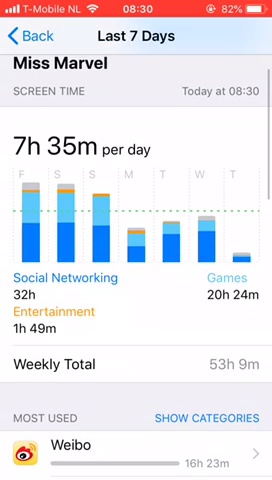 T-Mobile NL 08:30 82%
Back Last 7 Days
Miss Marvel
SCREEN TIME Today at 08:30
7h 35m per day
F S S M T W T
Social Networking Games
32h 20h 24m
Entertainment
1h 49m
Weekly Total 53h 9m
MOST USED SHOW CATEGORIES
Weibo
16h 23m